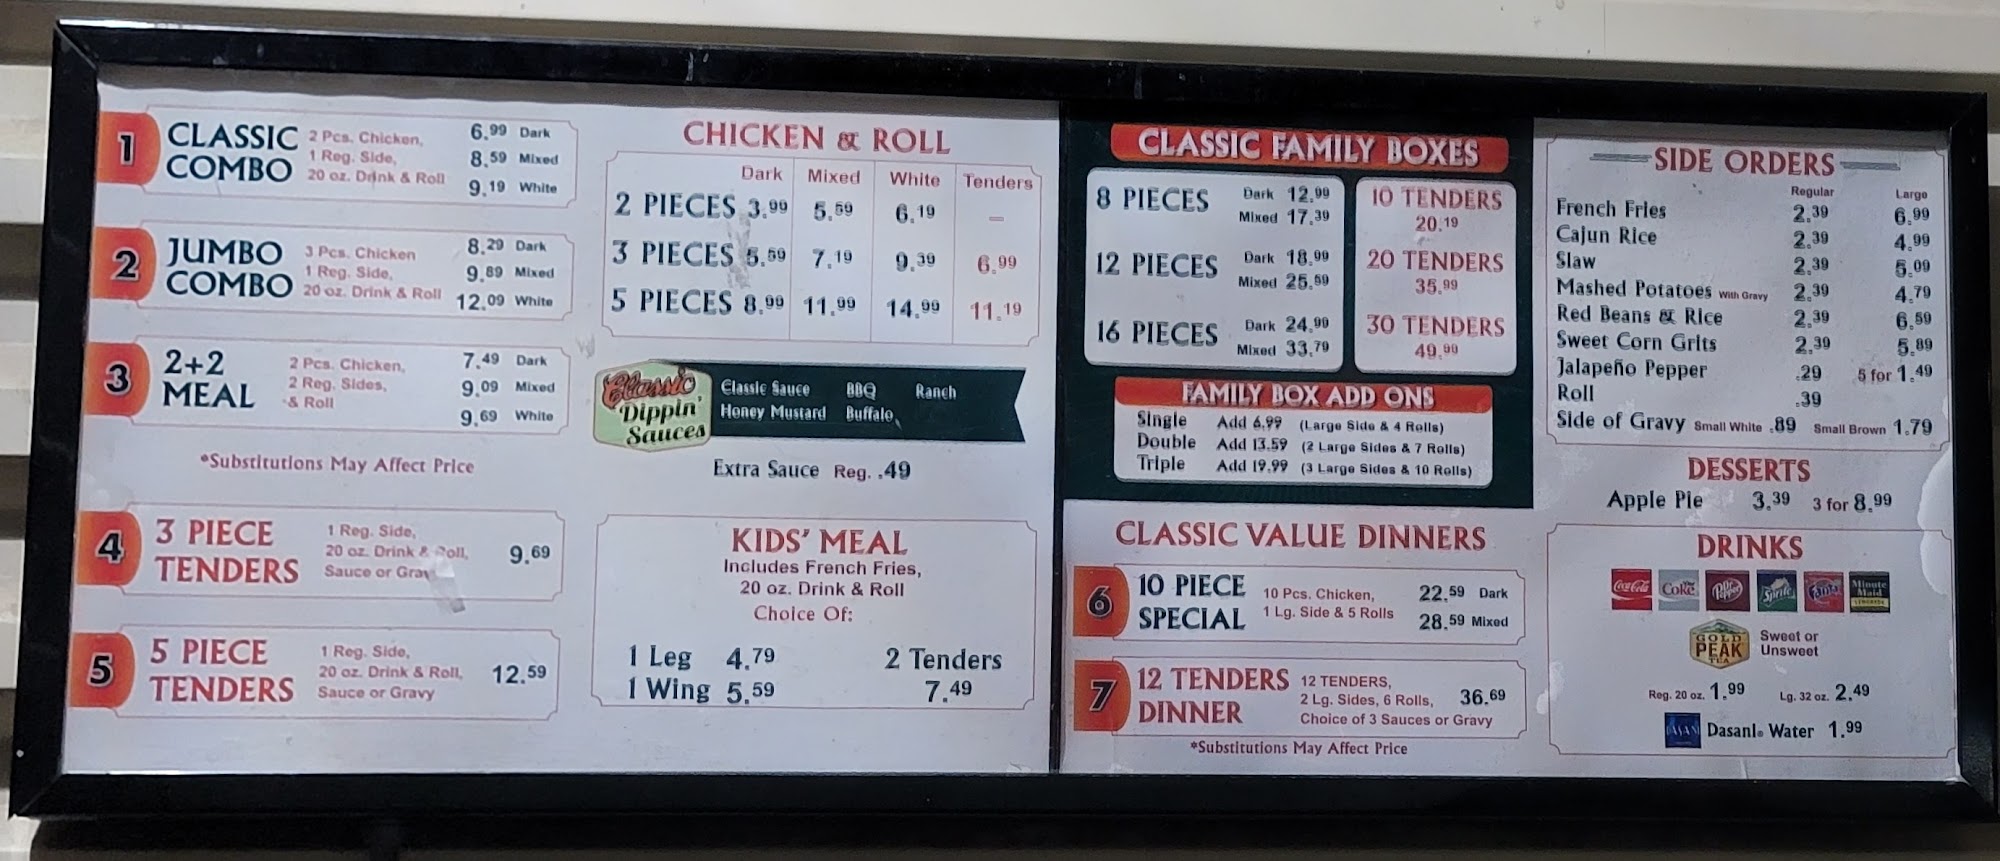 1 CLASSIC COMBO
2 Pcs. Chicken,
1 Reg. Side,
20 oz. Drink & Roll
6.99 Dark
8.59 Mixed
9.19 White
2 JUMBO COMBO
3 Pcs. Chicken
1 Reg. Side,
20 oz. Drink & Roll
8.29 Dark
9.89 Mixed
12.09 White
3 2+2 MEAL
2 Pcs. Chicken,
2 Reg. Sides,
& Roll
7.49 Dark
9.09 Mixed
9.69 White
*Substitutions May Affect Price
4 3 PIECE TENDERS
1 Reg. Side,
20 oz. Drink & Roll,
Sauce or Gravy
9.69
5 5 PIECE TENDERS
1 Reg. Side,
20 oz. Drink & Roll,
Sauce or Gravy
12.59
CHICKEN & ROLL
Dark Mixed White Tenders
2 PIECES 3.99 5.59 6.19 –
3 PIECES 5.59 7.19 9.39 6.99
5 PIECES 8.99 11.99 14.99 11.19
Classic
Dippin'
Sauces
Classic Sauce BBQ Ranch
Honey Mustard Buffalo
Extra Sauce Reg. .49
KIDS' MEAL
Includes French Fries,
20 oz. Drink & Roll
Choice Of:
1 Leg 4.79
1 Wing 5.59
2 Tenders
7.49
CLASSIC FAMILY BOXES
8 PIECES Dark 12.99
Mixed 17.39
12 PIECES Dark 18.99
Mixed 25.59
16 PIECES Dark 24.99
Mixed 33.79
10 TENDERS
20.19
20 TENDERS
35.99
30 TENDERS
49.99
FAMILY BOX ADD ONS
Single Add 6.99 (Large Side & 4 Rolls)
Double Add 13.59 (2 Large Sides & 7 Rolls)
Triple Add 19.99 (3 Large Sides & 10 Rolls)
CLASSIC VALUE DINNERS
6 10 PIECE SPECIAL
10 Pcs. Chicken,
1 Lg. Side & 5 Rolls
22.59 Dark
28.59 Mixed
7 12 TENDERS DINNER
12 TENDERS,
2 Lg. Sides, 6 Rolls,
Choice of 3 Sauces or Gravy
36.69
*Substitutions May Affect Price
SIDE ORDERS
Regular Large
French Fries 2.39 6.99
Cajun Rice 2.39 4.99
Slaw 2.39 5.09
Mashed Potatoes With Gravy 2.39 4.79
Red Beans & Rice 2.39 6.59
Sweet Corn Grits 2.39 5.89
Jalapeño Pepper .29 5 for 1.49
Roll .39
Side of Gravy Small White .89 Small Brown 1.79
DESSERTS
Apple Pie 3.39 3 for 8.99
DRINKS
Coca-Cola Coke Dr Pepper Sprite Fanta Minute Maid LEMONADE
GOLD PEAK TEA
Sweet or
Unsweet
Reg. 20 oz. 1.99 Lg. 32 oz. 2.49
DASANI Dasani® Water 1.99